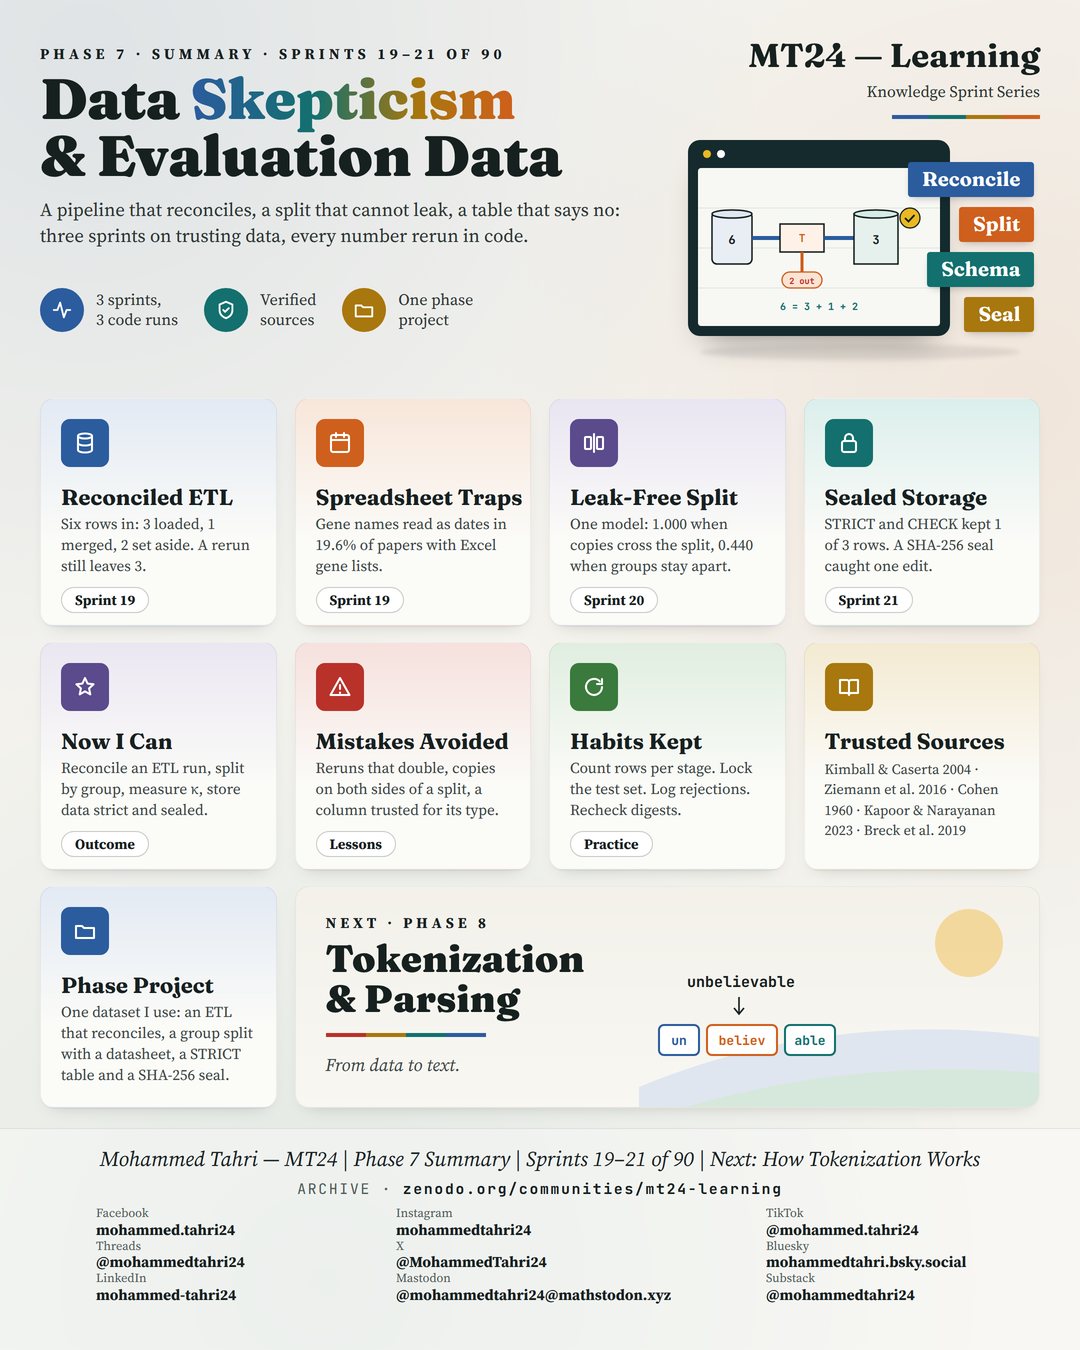 PHASE 7 · SUMMARY · SPRINTS 19–21 OF 90
Data Skepticism
& Evaluation Data
A pipeline that reconciles, a split that cannot leak, a table that says no:
three sprints on trusting data, every number rerun in code.
3 sprints,
3 code runs
Verified
sources
One phase
project
MT24 — Learning
Knowledge Sprint Series
6
T
3
2 out
6 = 3 + 1 + 2
Reconcile
Split
Schema
Seal
Reconciled ETL
Six rows in: 3 loaded, 1
merged, 2 set aside. A rerun
still leaves 3.
Sprint 19
Spreadsheet Traps
Gene names read as dates in
19.6% of papers with Excel
gene lists.
Sprint 19
Leak-Free Split
One model: 1.000 when
copies cross the split, 0.440
when groups stay apart.
Sprint 20
Sealed Storage
STRICT and CHECK kept 1
of 3 rows. A SHA-256 seal
caught one edit.
Sprint 21
Now I Can
Reconcile an ETL run, split
by group, measure κ, store
data strict and sealed.
Outcome
Mistakes Avoided
Reruns that double, copies
on both sides of a split, a
column trusted for its type.
Lessons
Habits Kept
Count rows per stage. Lock
the test set. Log rejections.
Recheck digests.
Practice
Trusted Sources
Kimball & Caserta 2004 ·
Ziemann et al. 2016 · Cohen
1960 · Kapoor & Narayanan
2023 · Breck et al. 2019
Phase Project
One dataset I use: an ETL
that reconciles, a group split
with a datasheet, a STRICT
table and a SHA-256 seal.
NEXT · PHASE 8
Tokenization
& Parsing
From data to text.
unbelievable
↓
un believ able
Mohammed Tahri — MT24 | Phase 7 Summary | Sprints 19–21 of 90 | Next: How Tokenization Works
ARCHIVE · zenodo.org/communities/mt24-learning
Facebook
mohammed.tahri24
Threads
@mohammedtahri24
LinkedIn
mohammed-tahri24
Instagram
mohammedtahri24
X
@MohammedTahri24
Mastodon
@mohammedtahri24@mathstodon.xyz
TikTok
@mohammed.tahri24
Bluesky
mohammedtahri.bsky.social
Substack
@mohammedtahri24